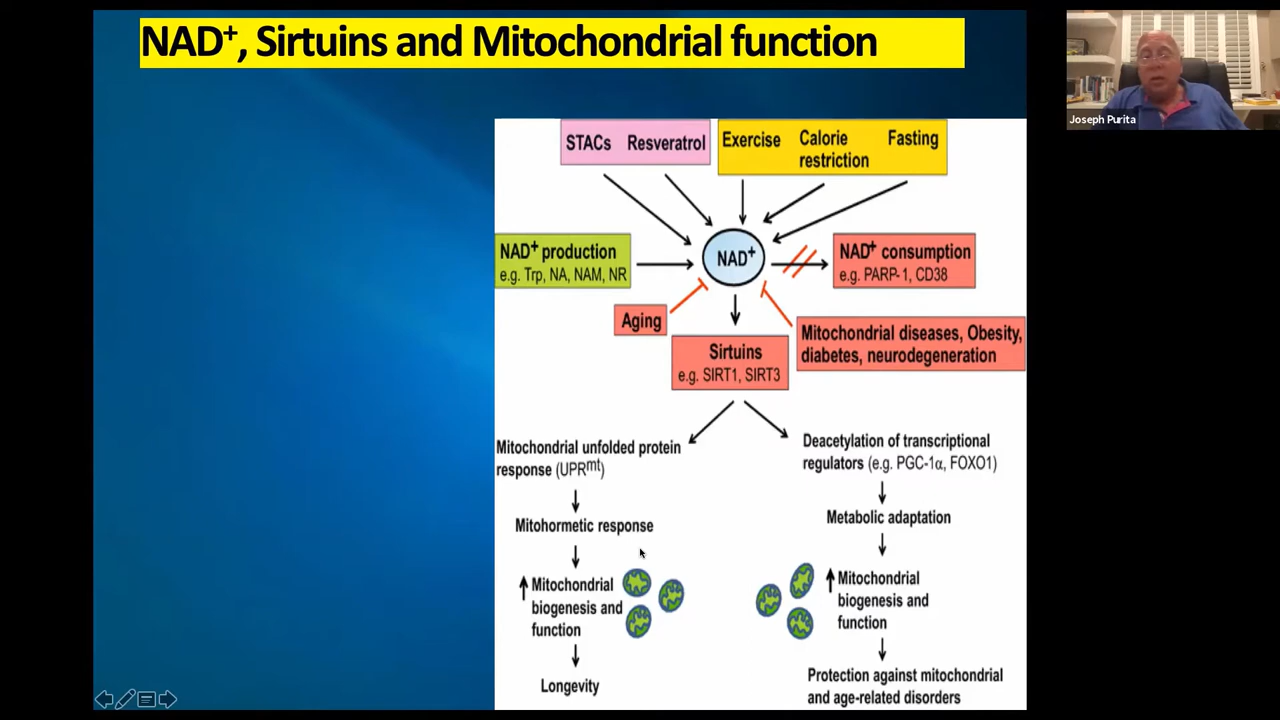 NAD+, Sirtuins and Mitochondrial function
Joseph Purita
STACs Resveratrol
Exercise Calorie restriction Fasting
NAD+ production
e.g. Trp, NA, NAM, NR
NAD+
NAD+ consumption
e.g. PARP-1, CD38
Aging
Mitochondrial diseases, Obesity,
diabetes, neurodegeneration
Sirtuins
e.g. SIRT1, SIRT3
Mitochondrial unfolded protein
response (UPRmt)
Mitohormetic response
Mitochondrial
biogenesis and
function
Longevity
Deacetylation of transcriptional
regulators (e.g. PGC-1α, FOXO1)
Metabolic adaptation
Mitochondrial
biogenesis and
function
Protection against mitochondrial
and age-related disorders